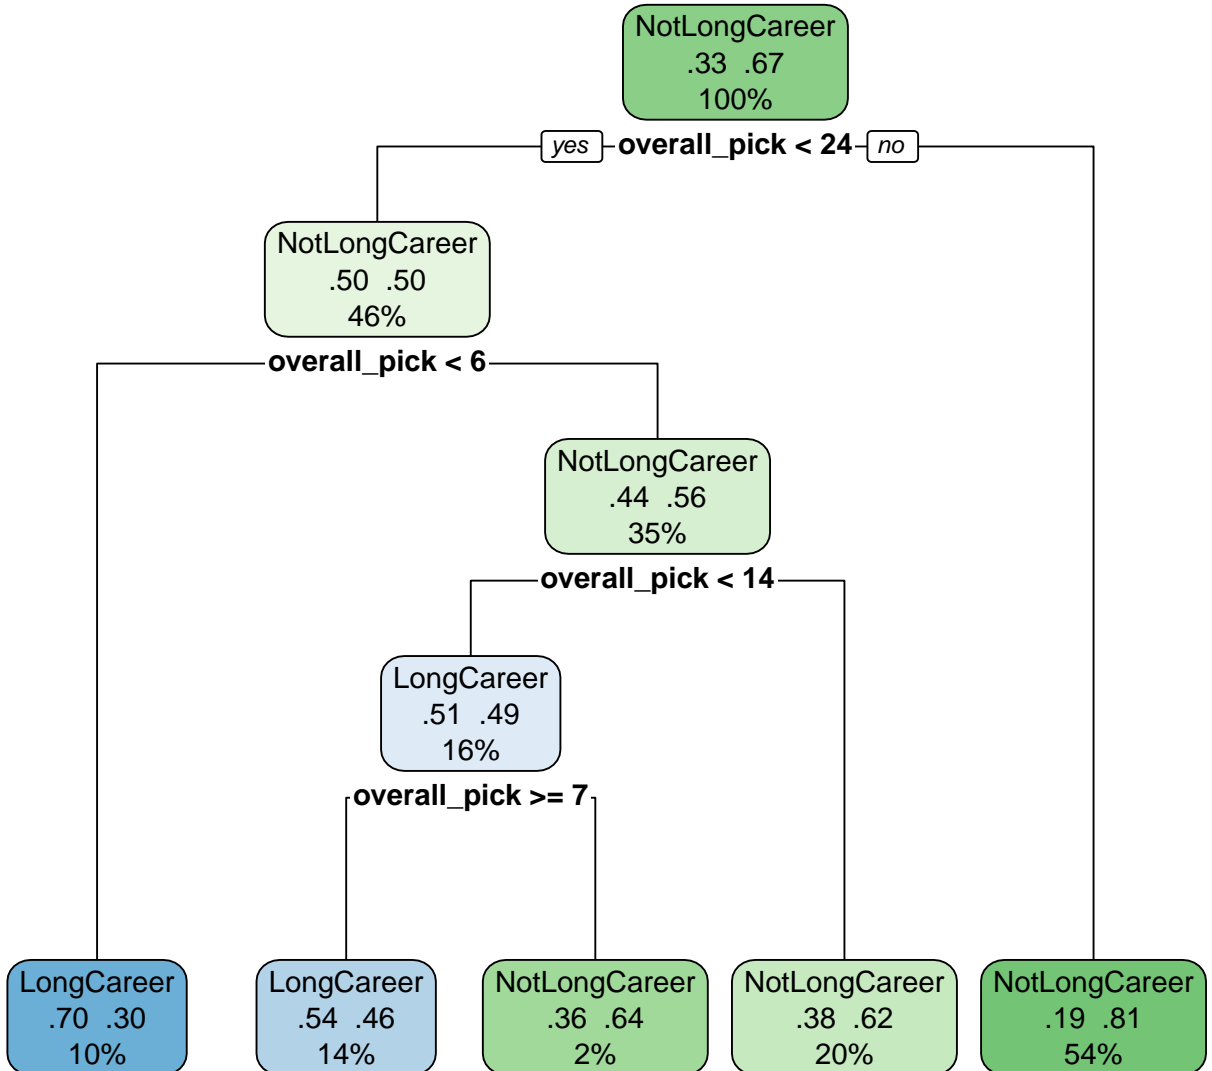 NotLongCareer
.33 .67
100%
yes overall_pick < 24 no
NotLongCareer
.50 .50
46%
overall_pick < 6
NotLongCareer
.44 .56
35%
overall_pick < 14
LongCareer
.51 .49
16%
overall_pick >= 7
LongCareer
.70 .30
10%
LongCareer
.54 .46
14%
NotLongCareer
.36 .64
2%
NotLongCareer
.38 .62
20%
NotLongCareer
.19 .81
54%